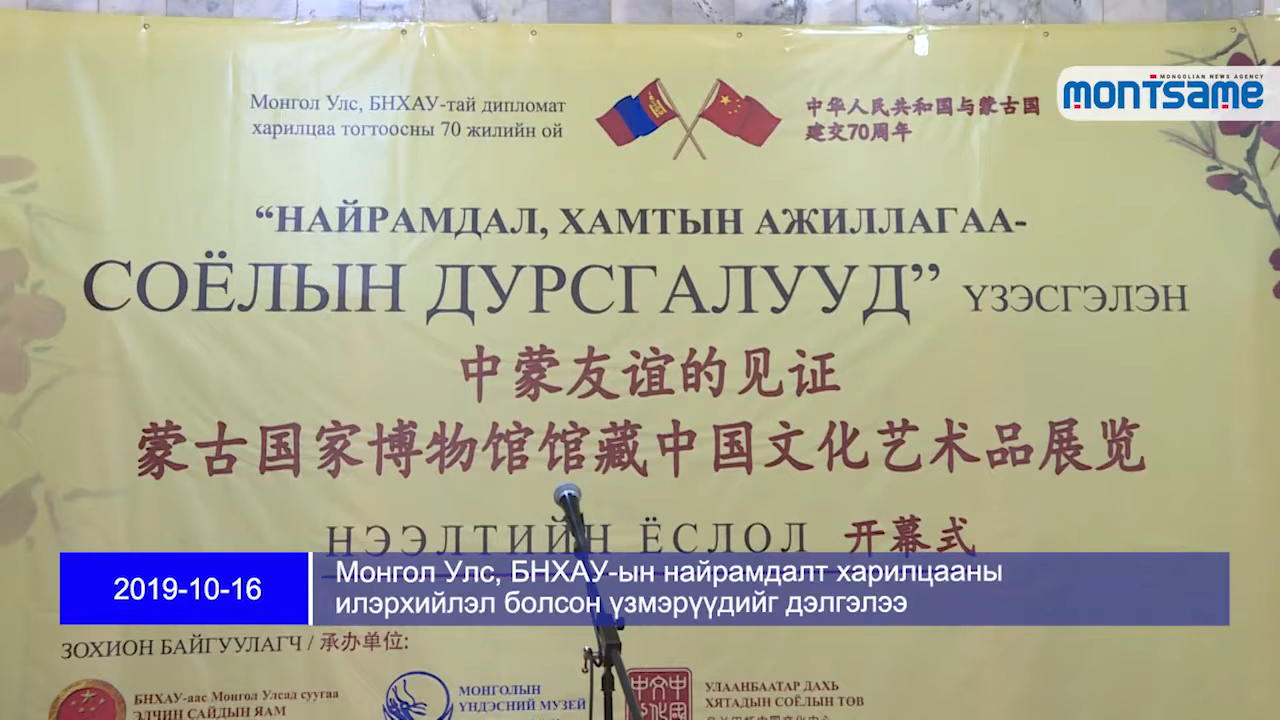 MONGOLIAN NEWS AGENCY
MONTSAME
Монгол Улс, БНХАУ-тай дипломат
харилцаа тогтоосны 70 жилийн ой
中华人民共和国与蒙古国
建交70周年
“НАЙРАМДАЛ, ХАМТЫН АЖИЛЛАГАА-
СОЁЛЫН ДУРСГАЛУУД” ҮЗЭСГЭЛЭН
中蒙友谊的见证
蒙古国家博物馆馆藏中国文化艺术品展览
НЭЭЛТИЙН ЁСЛОЛ 开幕式
2019-10-16
Монгол Улс, БНХАУ-ын найрамдалт харилцааны
илэрхийлэл болсон үзмэрүүдийг дэлгэлээ
ЗОХИОН БАЙГУУЛАГЧ / 承办单位:
БНХАУ-аас Монгол Улсад суугаа
ЭЛЧИН САЙДЫН ЯАМ
МОНГОЛЫН
ҮНДЭСНИЙ МУЗЕЙ
УЛААНБААТАР ДАХЬ
ХЯТАДЫН СОЁЛЫН ТӨВ